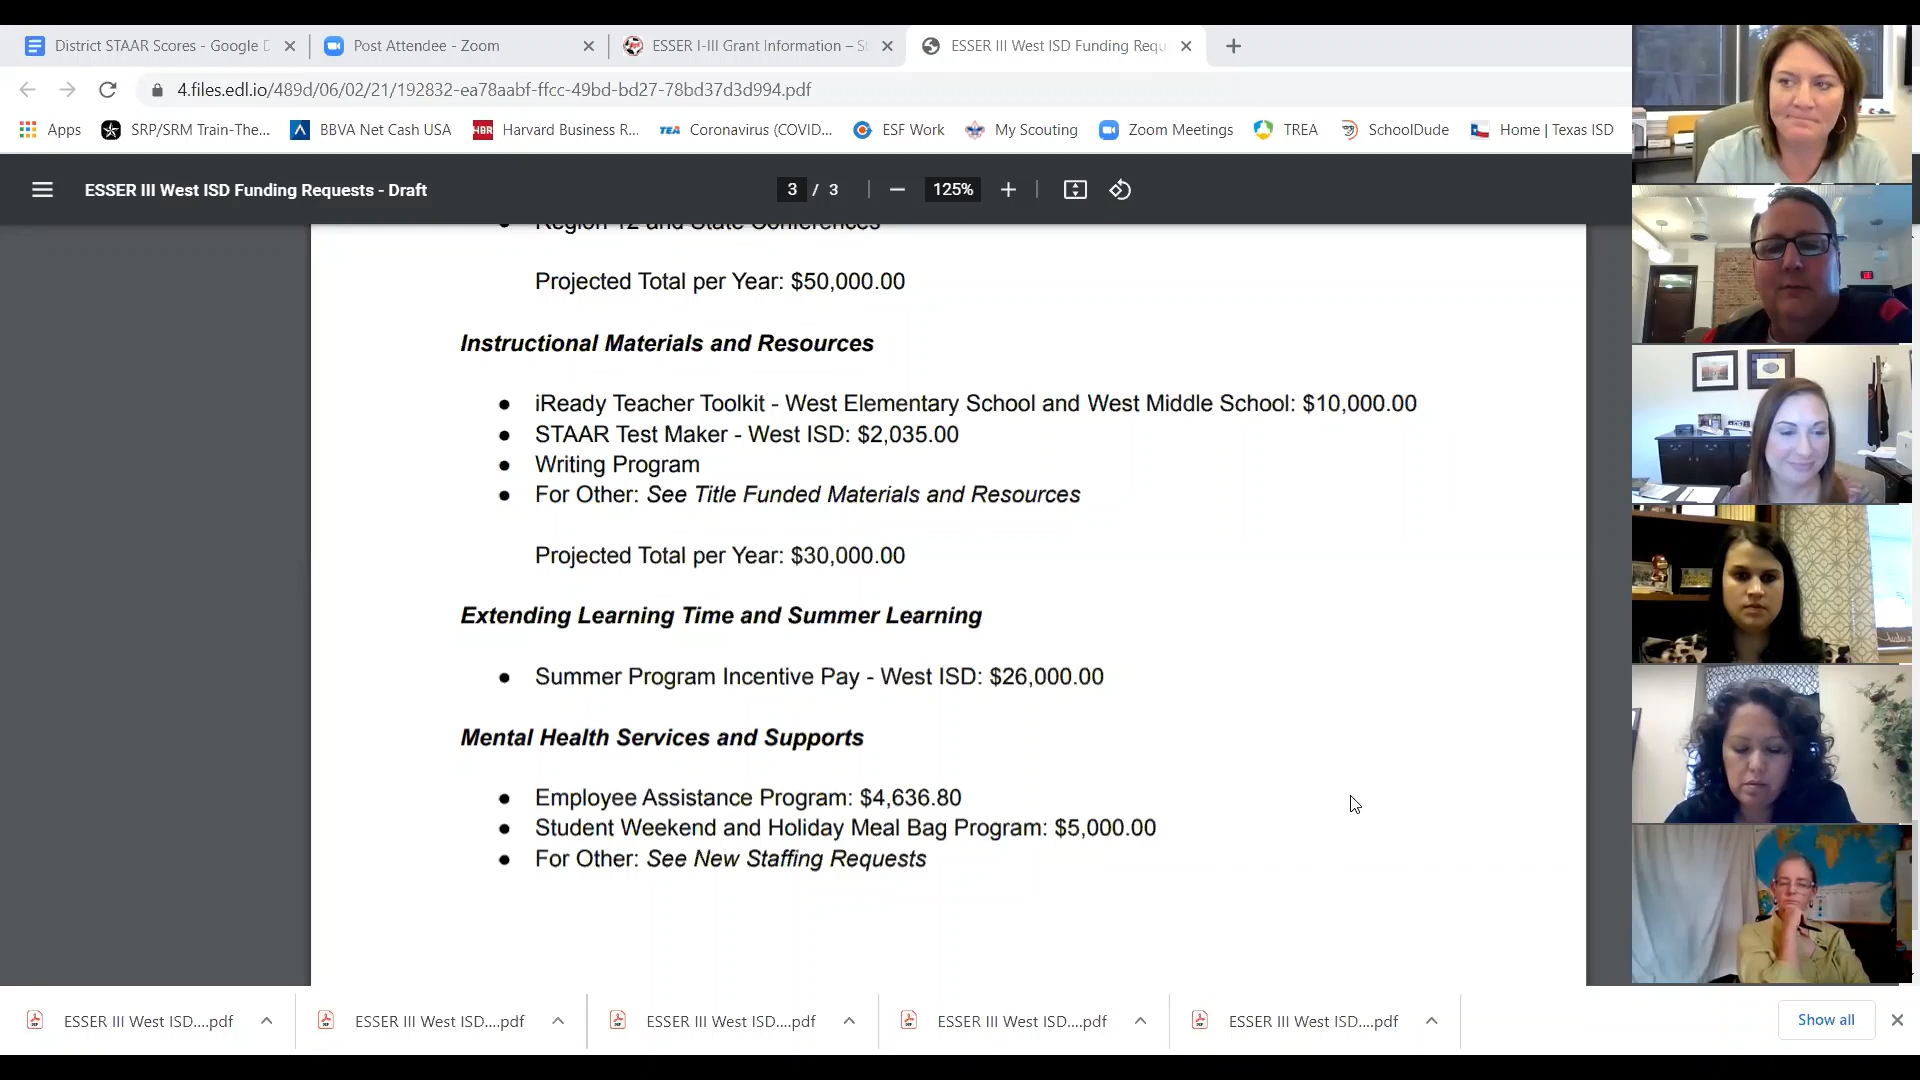 District STAAR Scores - Google D
Post Attendee - Zoom
ESSER I-III Grant Information – S
ESSER III West ISD Funding Requ
4.files.edl.io/489d/06/02/21/192832-ea78aabf-ffcc-49bd-bd27-78bd37d3d994.pdf
Apps
SRP/SRM Train-The...
BBVA Net Cash USA
HBR
Harvard Business R...
TEA
Coronavirus (COVID...
ESF Work
My Scouting
Zoom Meetings
TREA
SchoolDude
Home | Texas ISD
ESSER III West ISD Funding Requests - Draft
3 / 3
125%
Region 12 and State Conferences
Projected Total per Year: $50,000.00
Instructional Materials and Resources
iReady Teacher Toolkit - West Elementary School and West Middle School: $10,000.00
STAAR Test Maker - West ISD: $2,035.00
Writing Program
For Other: See Title Funded Materials and Resources
Projected Total per Year: $30,000.00
Extending Learning Time and Summer Learning
Summer Program Incentive Pay - West ISD: $26,000.00
Mental Health Services and Supports
Employee Assistance Program: $4,636.80
Student Weekend and Holiday Meal Bag Program: $5,000.00
For Other: See New Staffing Requests
ESSER III West ISD....pdf
ESSER III West ISD....pdf
ESSER III West ISD....pdf
ESSER III West ISD....pdf
ESSER III West ISD....pdf
Show all